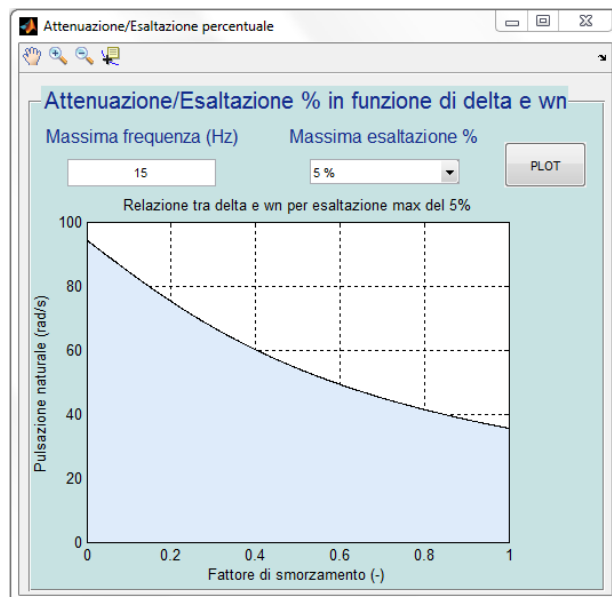 Attenuazione/Esaltazione percentuale
Attenuazione/Esaltazione % in funzione di delta e wn
Massima frequenza (Hz)
Massima esaltazione %
15
5 %
PLOT
Relazione tra delta e wn per esaltazione max del 5%
Pulsazione naturale (rad/s)
100
80
60
40
20
0
0 0.2 0.4 0.6 0.8 1
Fattore di smorzamento (-)